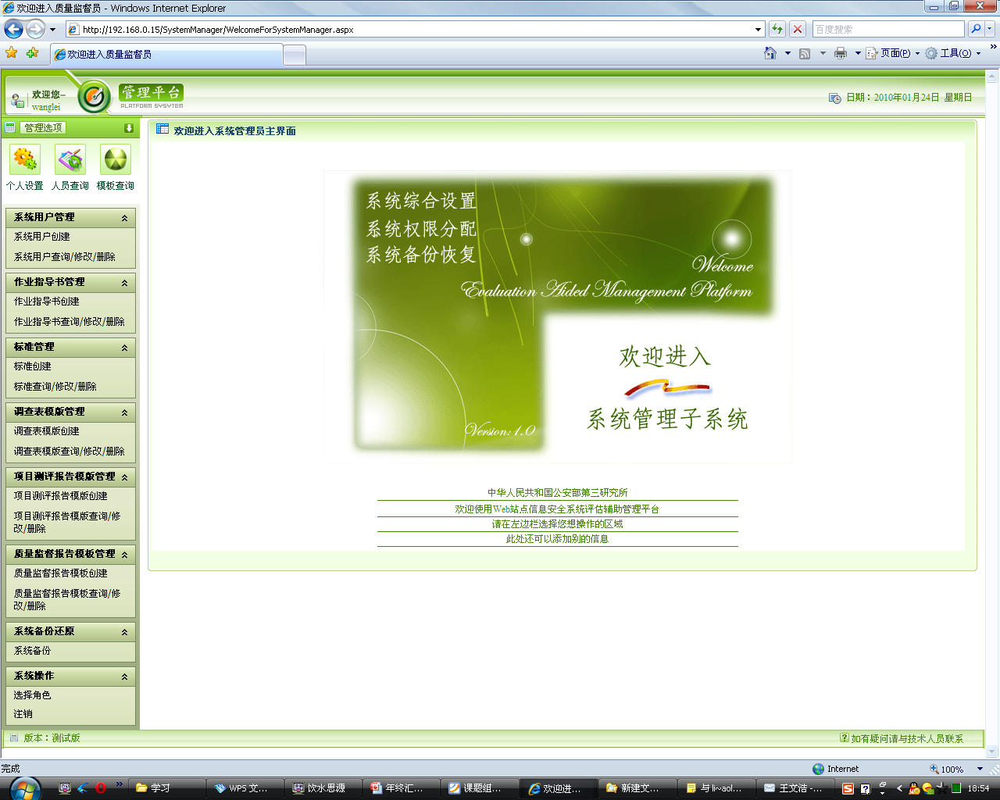 欢迎进入质量监督员 - Windows Internet Explorer
http://192.168.0.15/SystemManager/WelcomeForSystemManager.aspx
百度搜索
欢迎进入质量监督员
页面(P)
工具(O)
欢迎您--
wanglei
管理平台
PLATFORM SYSYTEM
日期：2010年01月24日 星期日
管理选项
个人设置 人员查询 模板查询
系统用户管理
系统用户创建
系统用户查询/修改/删除
作业指导书管理
作业指导书创建
作业指导书查询/修改/删除
标准管理
标准创建
标准查询/修改/删除
调查表模版管理
调查表模版创建
调查表模版查询/修改/删除
项目测评报告模版管理
项目测评报告模版创建
项目测评报告模版查询/修
改/删除
质量监督报告模板管理
质量监督报告模板创建
质量监督报告模板查询/修
改/删除
系统备份还原
系统备份
系统操作
选择角色
注销
欢迎进入系统管理员主界面
系统综合设置
系统权限分配
系统备份恢复
Welcome
Evaluation Aided Management Platform
欢迎进入
系统管理子系统
Version: 1.0
中华人民共和国公安部第三研究所
欢迎使用Web站点信息安全系统评估辅助管理平台
请在左边栏选择您想操作的区域
此处还可以添加别的信息
版本：测试版
如有疑问请与技术人员联系
完成
Internet
100%
学习
WPS 文...
饮水思源
年终汇...
课题组...
欢迎进...
新建文...
与 li~aol...
王文浩 -...
18:54